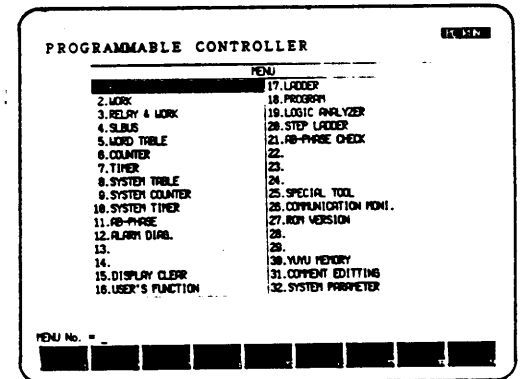 PROGRAMMABLE CONTROLLER
MENU
2.WORK
3.RELAY & WORK
4.SLBUS
5.WORD TABLE
6.COUNTER
7.TIMER
8.SYSTEM TABLE
9.SYSTEM COUNTER
10.SYSTEM TIMER
11.AB-PHASE
12.ALARM DIAG.
13.
14.
15.DISPLAY CLEAR
16.USER'S FUNCTION
17.LADDER
18.PROGRAM
19.LOGIC ANALYZER
20.STEP LADDER
21.AB-PHASE CHECK
22.
23.
24.
25.SPECIAL TOOL
26.COMMUNICATION MONI.
27.ROM VERSION
28.
29.
30.YUYU MEMORY
31.COMMENT EDITTING
32.SYSTEM PARAMETER
MENU No. = _